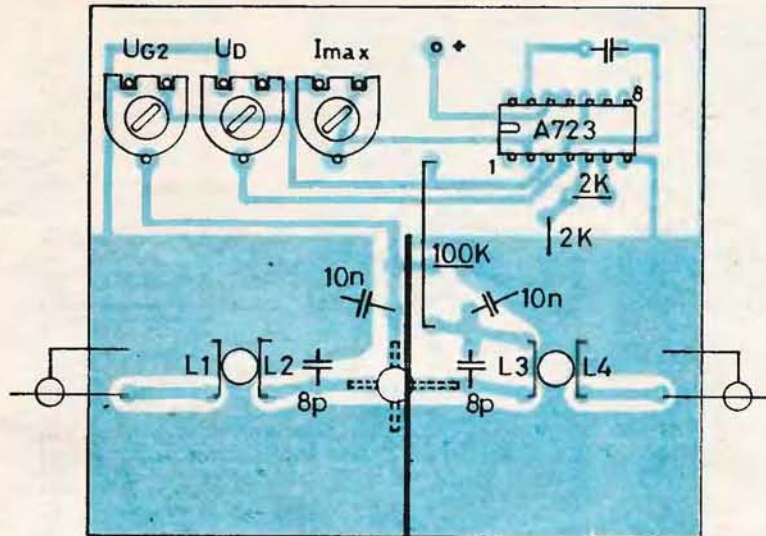 UG2 UD Imax +
8
A723
1
2K
2K
100K
10n 10n
L1 L2 L3 L4
8p 8p